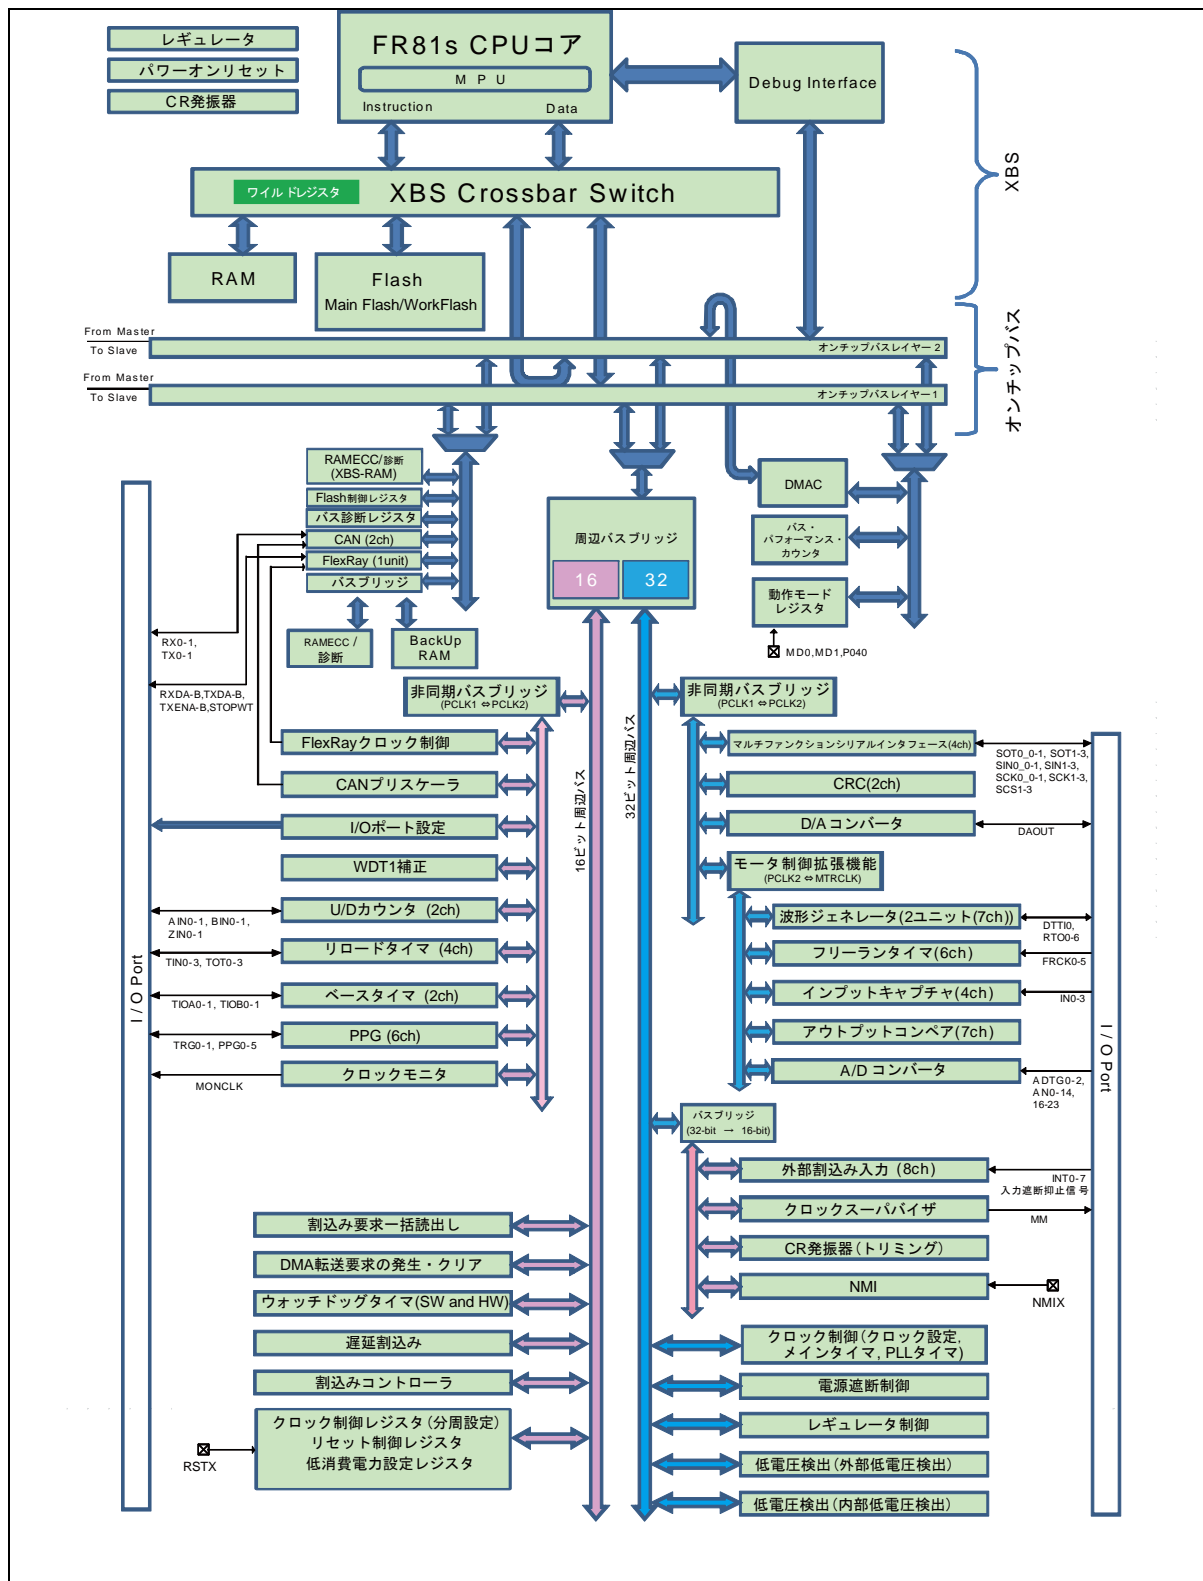 レギュレータ
パワーオンリセット
CR発振器
FR81s CPUコア
M P U
Instruction
Data
Debug Interface
XBS
ワイルドレジスタ
XBS Crossbar Switch
RAM
Flash
Main Flash/WorkFlash
オンチップバス
From Master
To Slave
オンチップバスレイヤー2
From Master
To Slave
オンチップバスレイヤー1
RAMECC/診断
(XBS-RAM)
Flash制御レジスタ
バス診断レジスタ
CAN (2ch)
FlexRay (1unit)
バスブリッジ
RAMECC /
診断
BackUp
RAM
周辺バスブリッジ
16
32
DMAC
バス・
パフォーマンス・
カウンタ
動作モード
レジスタ
MD0,MD1,P040
RX0-1,
TX0-1
RXDA-B,TXDA-B,
TXENA-B,STOPWT
I / O Port
非同期バスブリッジ
(PCLK1 ⇔PCLK2)
FlexRayクロック制御
CANプリスケーラ
I/Oポート設定
WDT1補正
U/Dカウンタ (2ch)
AIN0-1, BIN0-1,
ZIN0-1
リロードタイマ (4ch)
TIN0-3, TOT0-3
ベースタイマ (2ch)
TIOA0-1, TIOB0-1
PPG (6ch)
TRG0-1, PPG0-5
クロックモニタ
MONCLK
16ビット周辺バス
32ビット周辺バス
非同期バスブリッジ
(PCLK1 ⇔PCLK2)
マルチファンクションシリアルインタフェース(4ch)
SOT0_0-1, SOT1-3,
SIN0_0-1, SIN1-3,
SCK0_0-1, SCK1-3,
SCS1-3
CRC(2ch)
D/A コンバータ
DAOUT
モータ制御拡張機能
(PCLK2 ⇔ MTRCLK)
波形ジェネレータ(2ユニット(7ch))
DTTI0,
RTO0-6
フリーランタイマ(6ch)
FRCK0-5
インプットキャプチャ(4ch)
IN0-3
アウトプットコンペア(7ch)
A/D コンバータ
ADTG0-2,
AN0-14,
16-23
I / O Port
バスブリッジ
(32-bit → 16-bit)
外部割込み入力 (8ch)
INT0-7
入力遮断抑止信号
クロックスーパバイザ
MM
CR発振器(トリミング)
NMI
NMIX
割込み要求一括読出し
DMA転送要求の発生・クリア
ウォッチドッグタイマ(SW and HW)
遅延割込み
割込みコントローラ
クロック制御レジスタ(分周設定)
リセット制御レジスタ
低消費電力設定レジスタ
RSTX
クロック制御(クロック設定,
メインタイマ, PLLタイマ)
電源遮断制御
レギュレータ制御
低電圧検出(外部低電圧検出)
低電圧検出(内部低電圧検出)